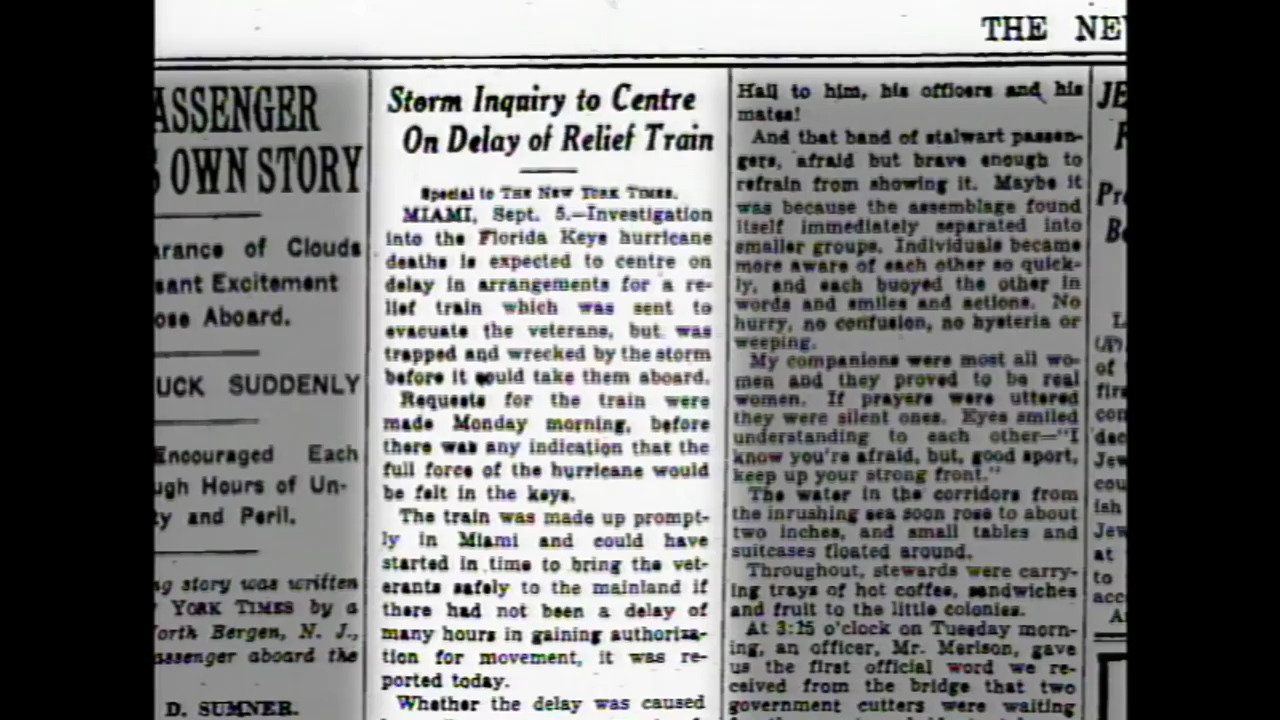 THE NE
ASSENGER
S OWN STORY
arance of Clouds
sant Excitement
ose Aboard.
UCK SUDDENLY
Encouraged Each
ugh Hours of Un-
ty and Peril.
ng story was written
YORK TIMES by a
orth Bergen, N. J.,
assenger aboard the
D. SUMNER.
Storm Inquiry to Centre
On Delay of Relief Train
Special to THE NEW YORK TIMES.
MIAMI, Sept. 5.—Investigation
into the Florida Keys hurricane
deaths is expected to centre on
delay in arrangements for a re-
lief train which was sent to
evacuate the veterans, but was
trapped and wrecked by the storm
before it could take them aboard.
Requests for the train were
made Monday morning, before
there was any indication that the
full force of the hurricane would
be felt in the keys.
The train was made up prompt-
ly in Miami and could have
started in time to bring the vet-
erants safely to the mainland if
there had not been a delay of
many hours in gaining authoriza-
tion for movement, it was re-
ported today.
Whether the delay was caused
Hail to him, his officers and his
mates!
And that band of stalwart passen-
gers, afraid but brave enough to
refrain from showing it. Maybe it
was because the assemblage found
itself immediately separated into
smaller groups. Individuals became
more aware of each other so quick-
ly, and each buoyed the other in
words and smiles and actions. No
hurry, no confusion, no hysteria or
weeping.
My companions were most all wo-
men and they proved to be real
women. If prayers were uttered
they were silent ones. Eyes smiled
understanding to each other—"I
know you're afraid, but, good sport,
keep up your strong front."
The water in the corridors from
the inrushing sea soon rose to about
two inches, and small tables and
suitcases floated around.
Throughout, stewards were carry-
ing trays of hot coffee, sandwiches
and fruit to the little colonies.
At 3:15 o'clock on Tuesday morn-
ing, an officer, Mr. Merison, gave
us the first official word we re-
ceived from the bridge that two
government cutters were waiting
JE
Pr
B
L
of
fir
con
dec
Jew
cou
ish
Jew
at
to
acc
A